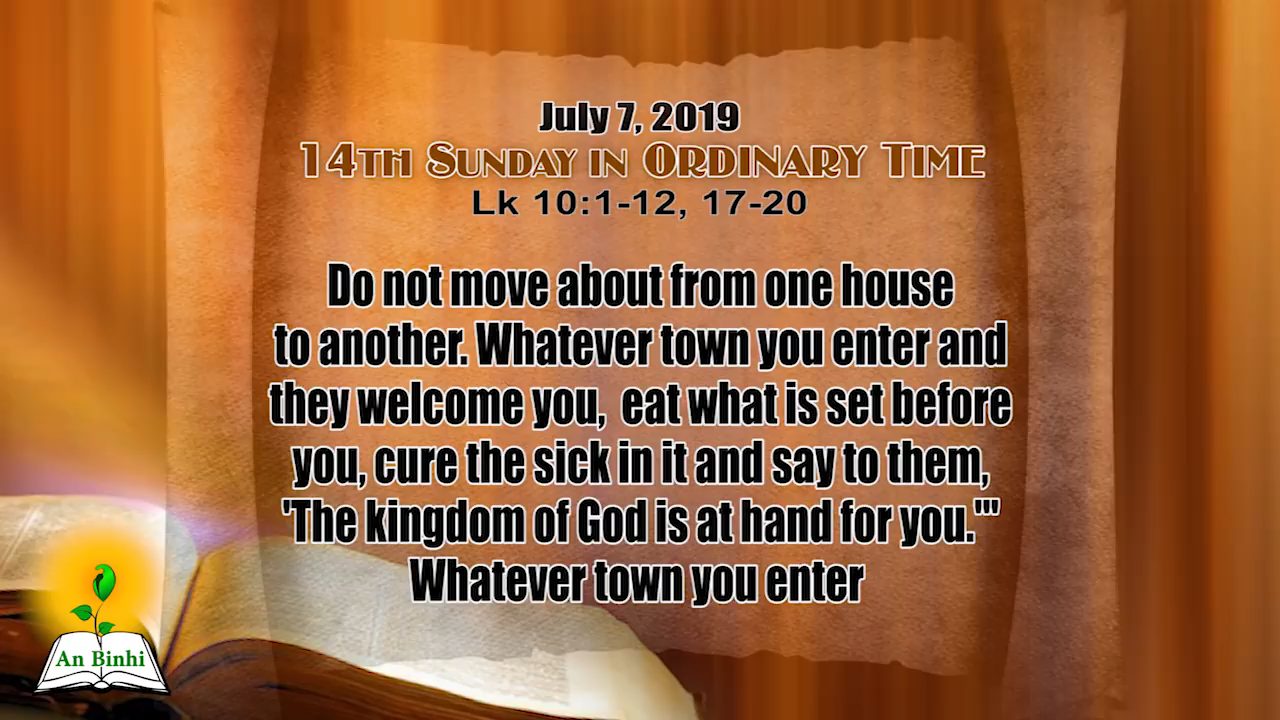 July 7, 2019
14TH SUNDAY IN ORDINARY TIME
Lk 10:1-12, 17-20
Do not move about from one house
to another. Whatever town you enter and
they welcome you,  eat what is set before
you, cure the sick in it and say to them,
'The kingdom of God is at hand for you.'"
Whatever town you enter
An Binhi